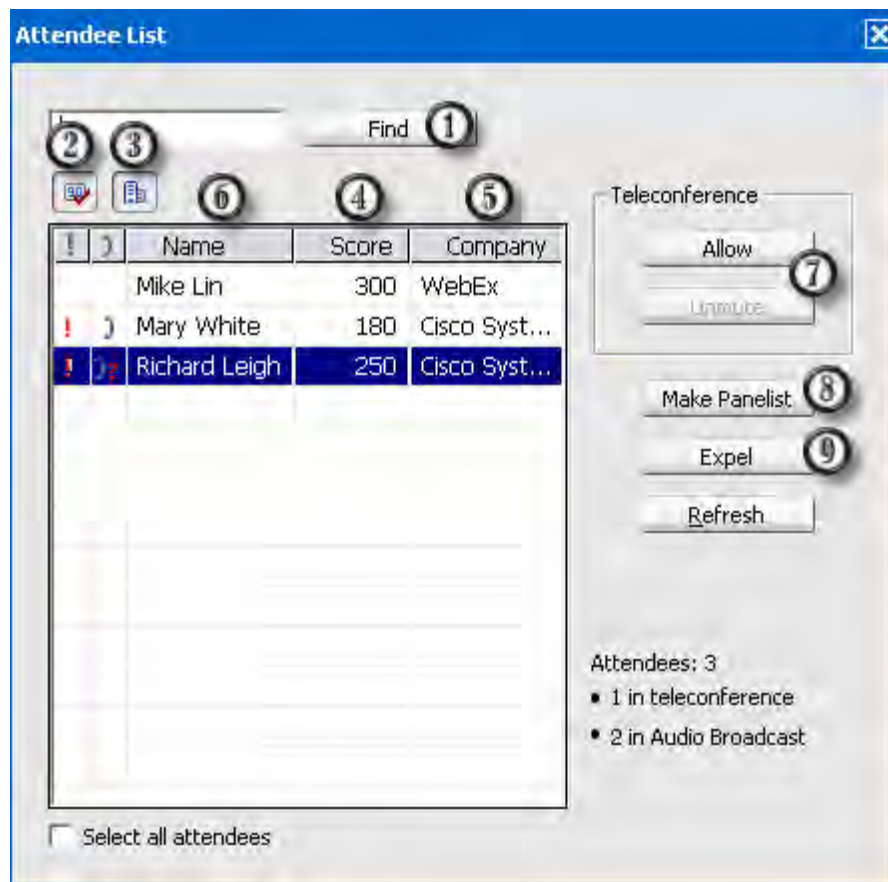 Attendee List
Find 1
2 3
6 4 5
! Name Score Company
Mike Lin 300 WebEx
! Mary White 180 Cisco Syst...
! ? Richard Leigh 250 Cisco Syst...
Select all attendees
Teleconference
Allow
7
Unmute
Make Panelist 8
Expel 9
Refresh
Attendees: 3
• 1 in teleconference
• 2 in Audio Broadcast